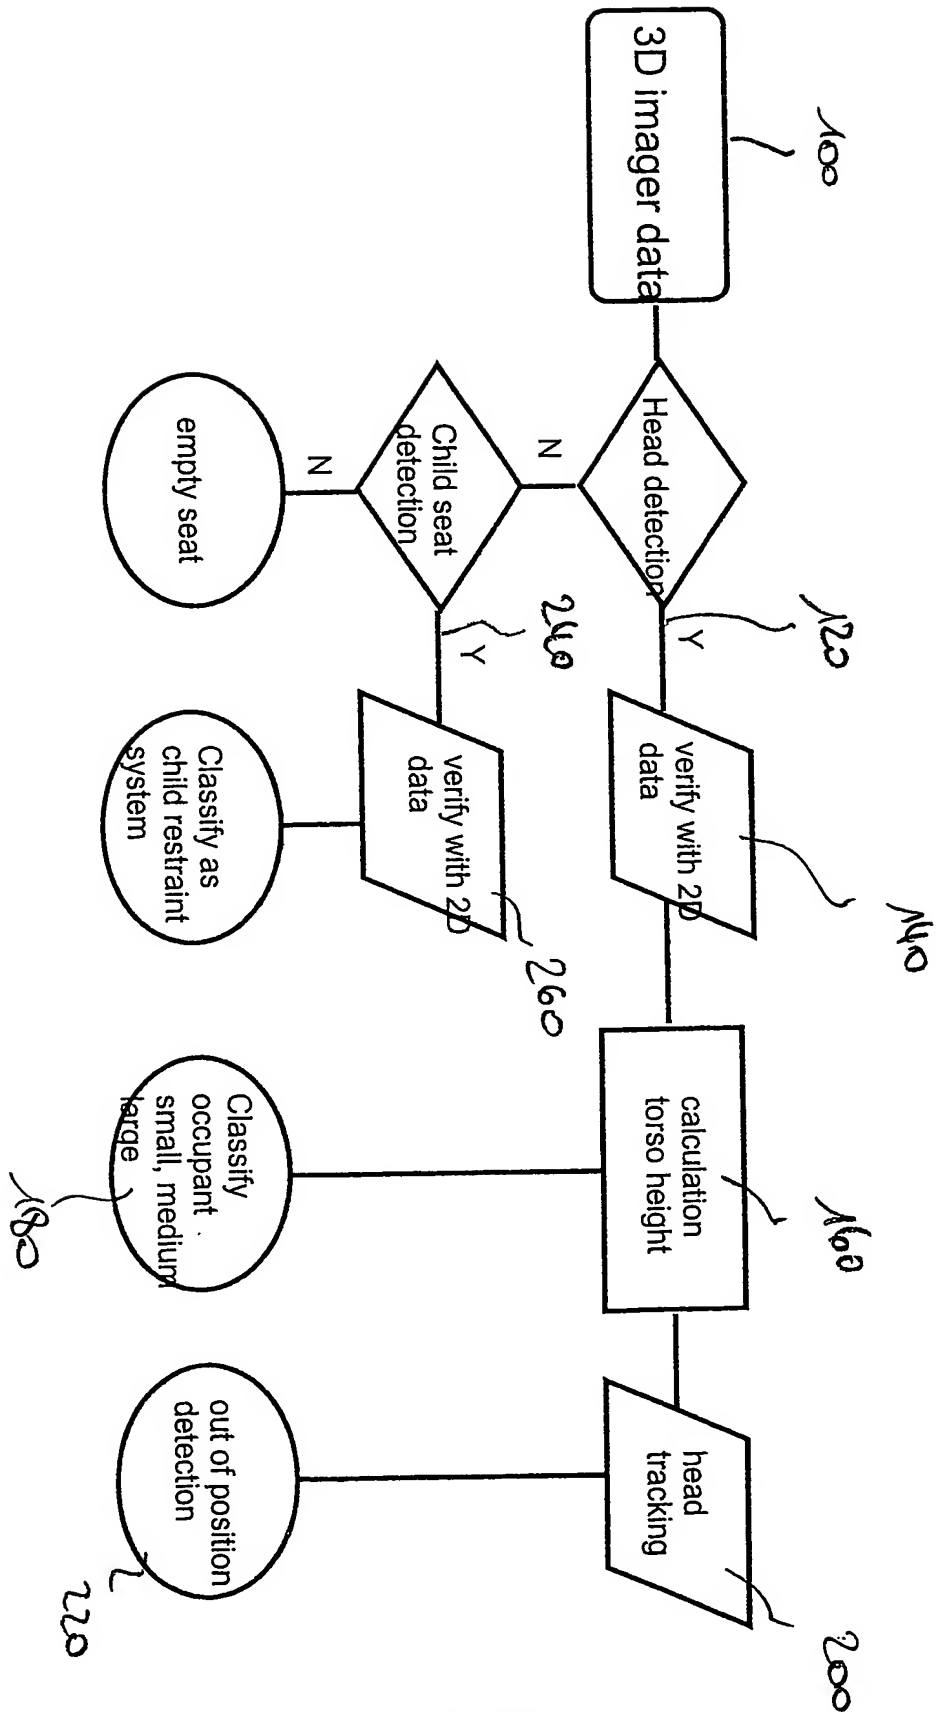 100
3D imager data
Head detection
120
Y
N
verify with 2D
data
140
calculation
torso height
160
head
tracking
200
Child seat
detection
240
Y
N
verify with 2D
data
260
empty seat
Classify as
child restraint
system
Classify
occupant
small, medium
large
180
out of position
detection
220